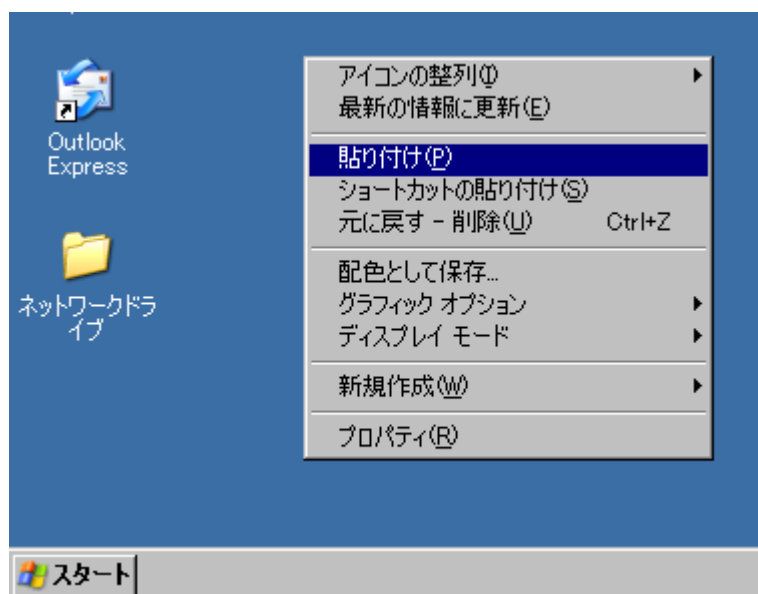 Outlook
Express
ネットワークドラ
イブ
アイコンの整列(I)
最新の情報に更新(E)
貼り付け(P)
ショートカットの貼り付け(S)
元に戻す - 削除(U) Ctrl+Z
配色として保存...
グラフィック オプション
ディスプレイ モード
新規作成(W)
プロパティ(R)
スタート